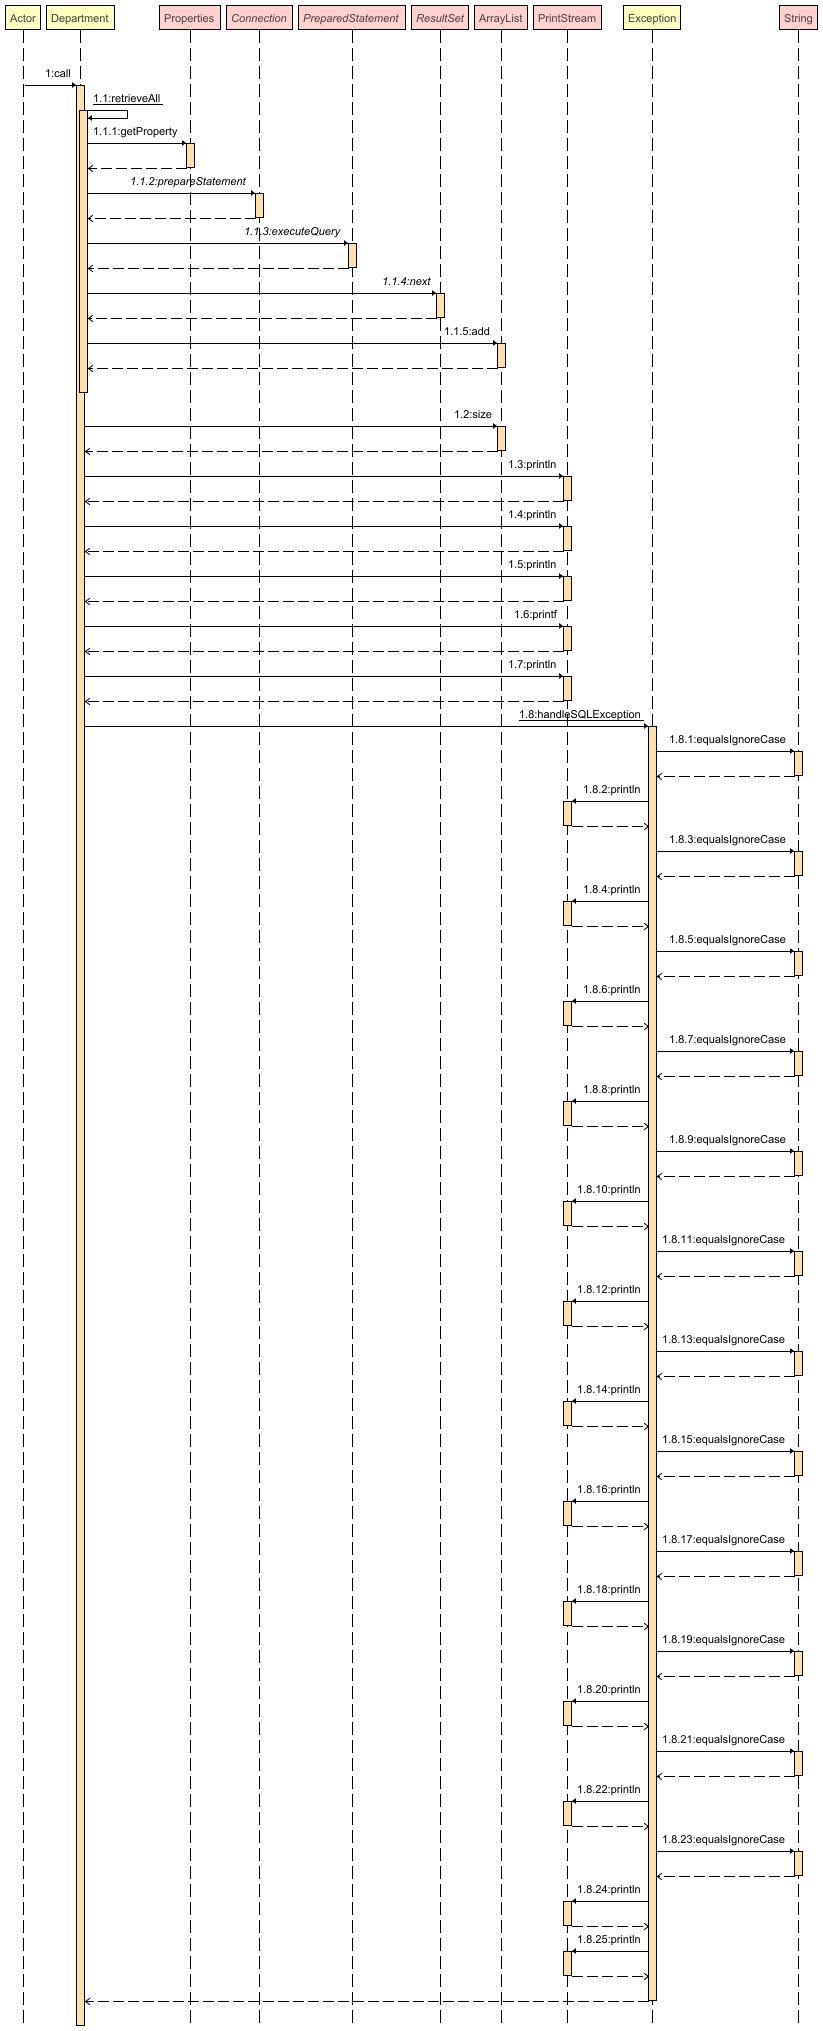 Actor Department Properties Connection PreparedStatement ResultSet ArrayList PrintStream Exception String
1:call
1.1:retrieveAll
1.1.1:getProperty
1.1.2:prepareStatement
1.1.3:executeQuery
1.1.4:next
1.1.5:add
1.2:size
1.3:println
1.4:println
1.5:println
1.6:printf
1.7:println
1.8:handleSQLException
1.8.1:equalsIgnoreCase
1.8.2:println
1.8.3:equalsIgnoreCase
1.8.4:println
1.8.5:equalsIgnoreCase
1.8.6:println
1.8.7:equalsIgnoreCase
1.8.8:println
1.8.9:equalsIgnoreCase
1.8.10:println
1.8.11:equalsIgnoreCase
1.8.12:println
1.8.13:equalsIgnoreCase
1.8.14:println
1.8.15:equalsIgnoreCase
1.8.16:println
1.8.17:equalsIgnoreCase
1.8.18:println
1.8.19:equalsIgnoreCase
1.8.20:println
1.8.21:equalsIgnoreCase
1.8.22:println
1.8.23:equalsIgnoreCase
1.8.24:println
1.8.25:println